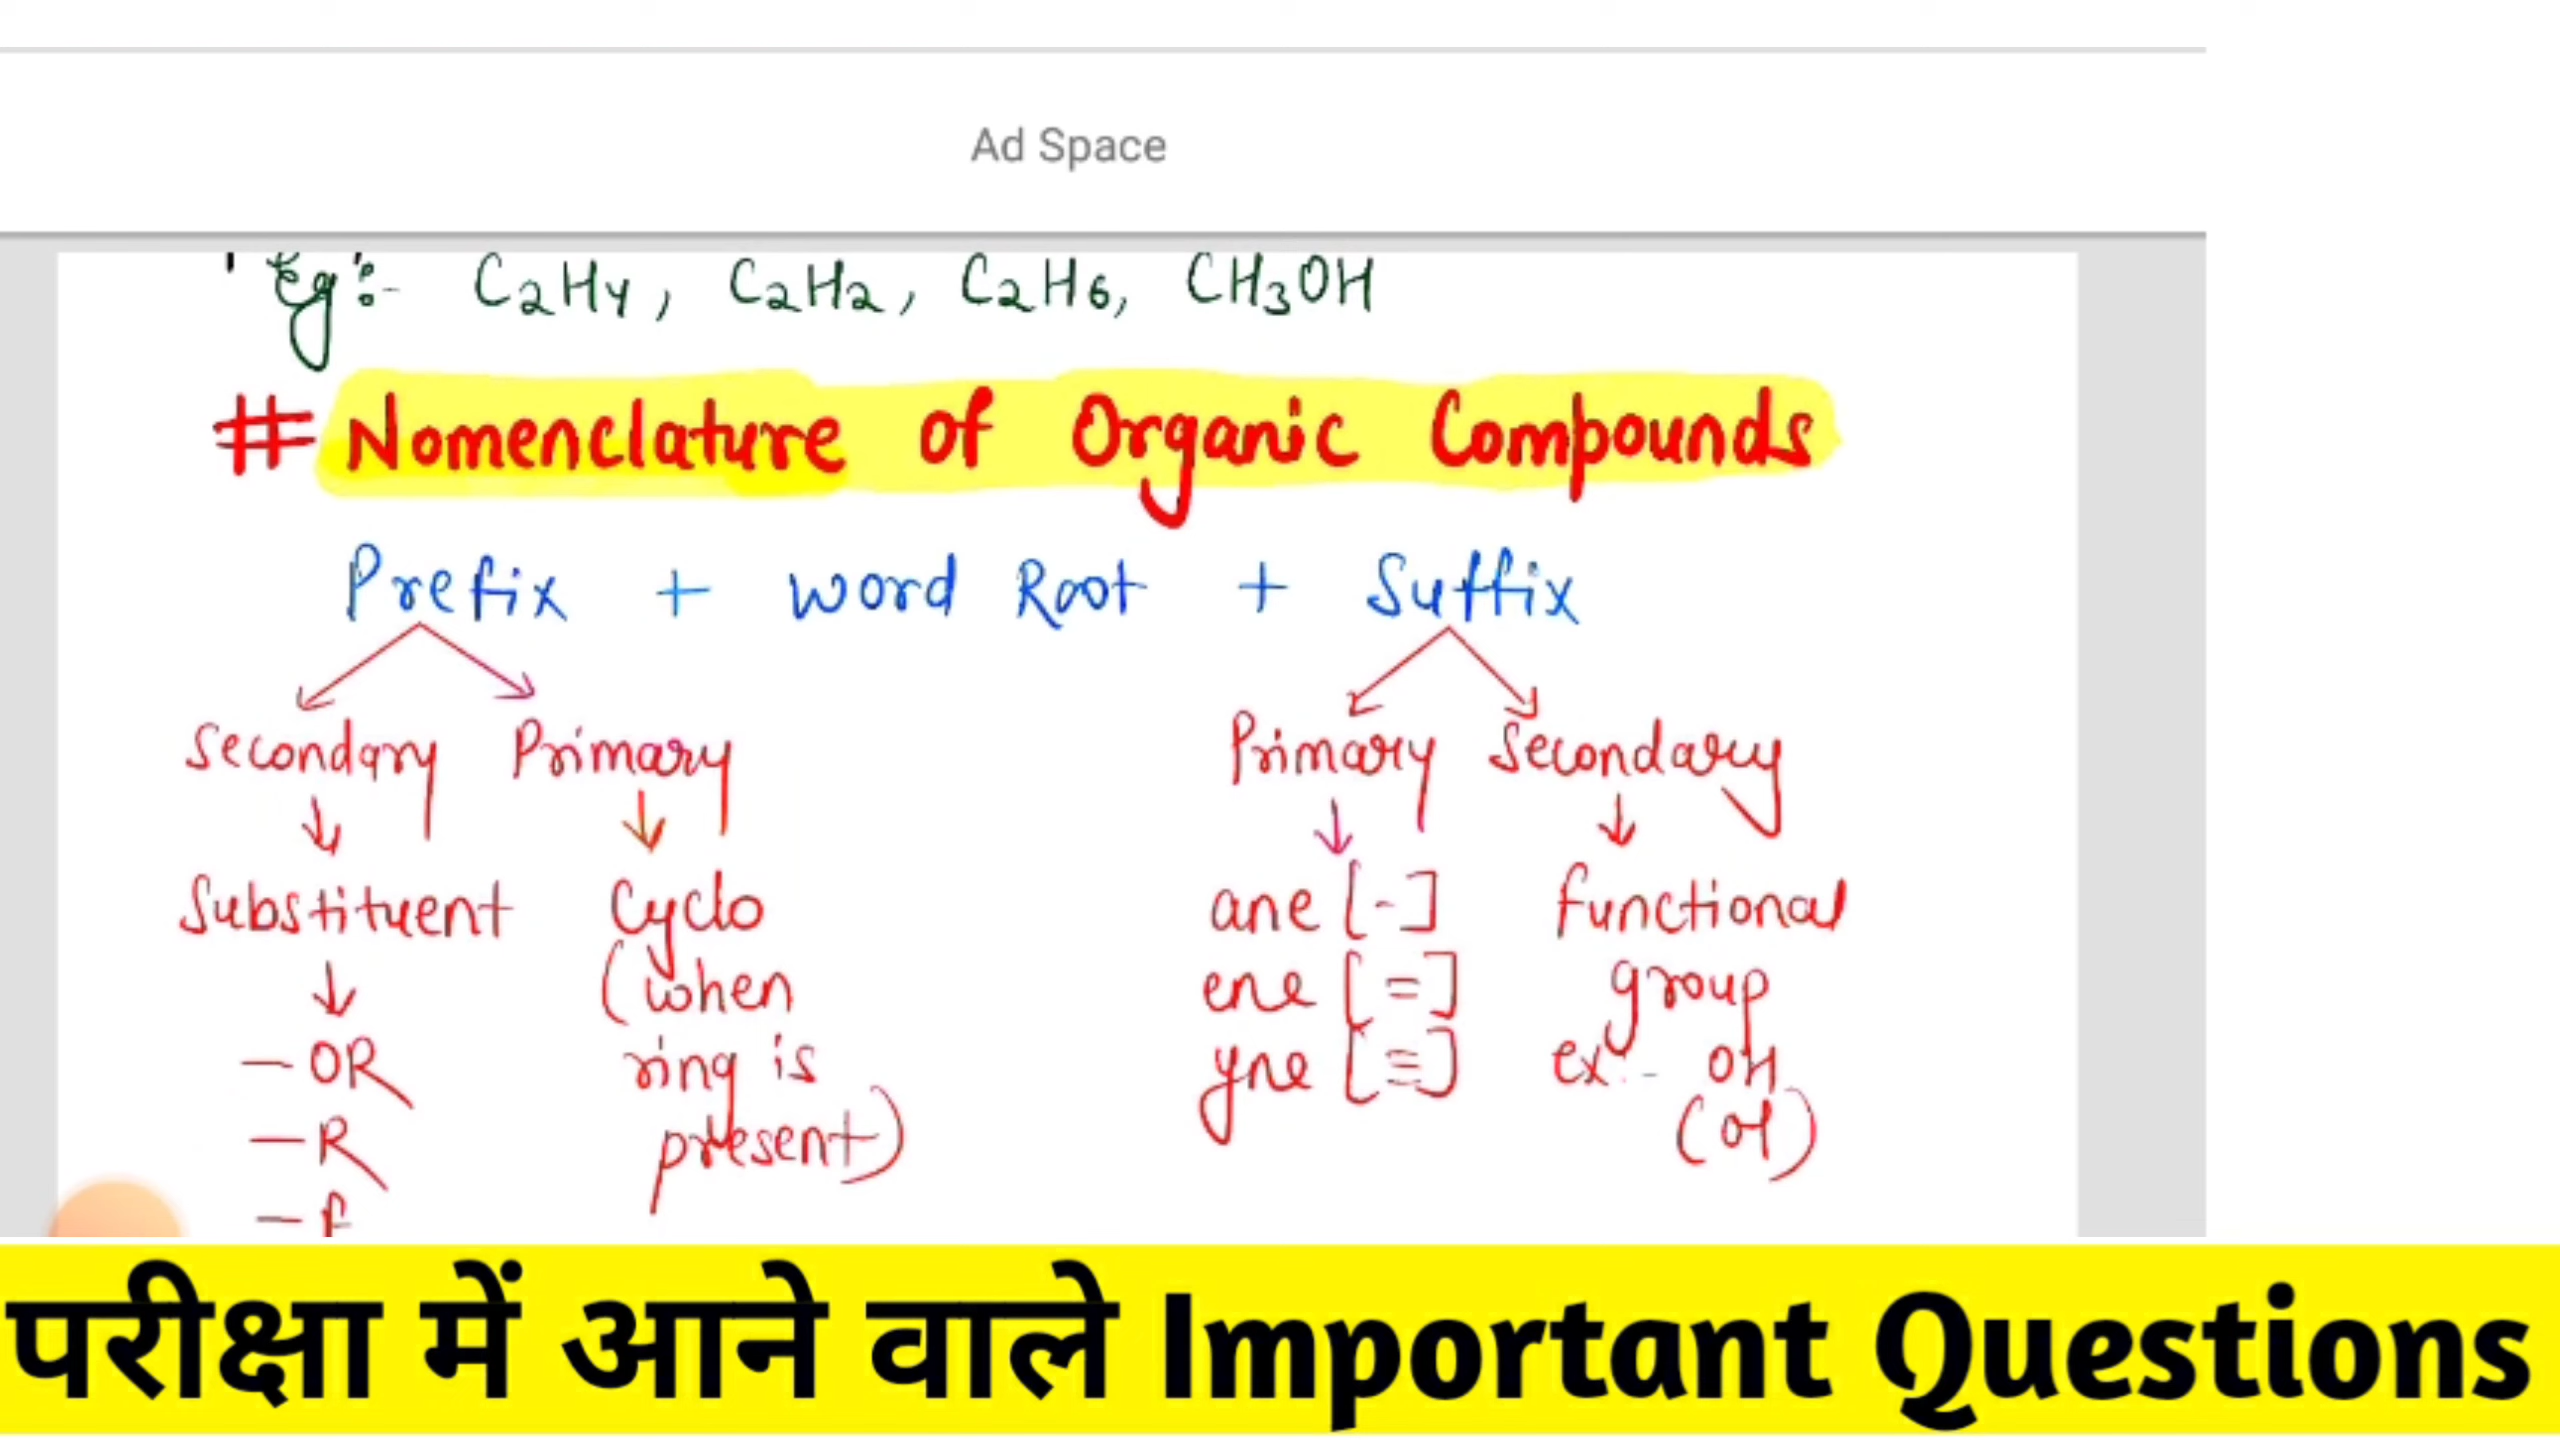 Ad Space
Eg:- C2H4, C2H2, C2H6, CH3OH
# Nomenclature of Organic Compounds
Prefix + Word Root + Suffix
Secondary Primary Primary Secondary
Substituent Cyclo ane [-] functional
(when ene [=] group
-OR ring is yne [≡] ex:- OH
-R present) (ol)
-F
परीक्षा में आने वाले Important Questions